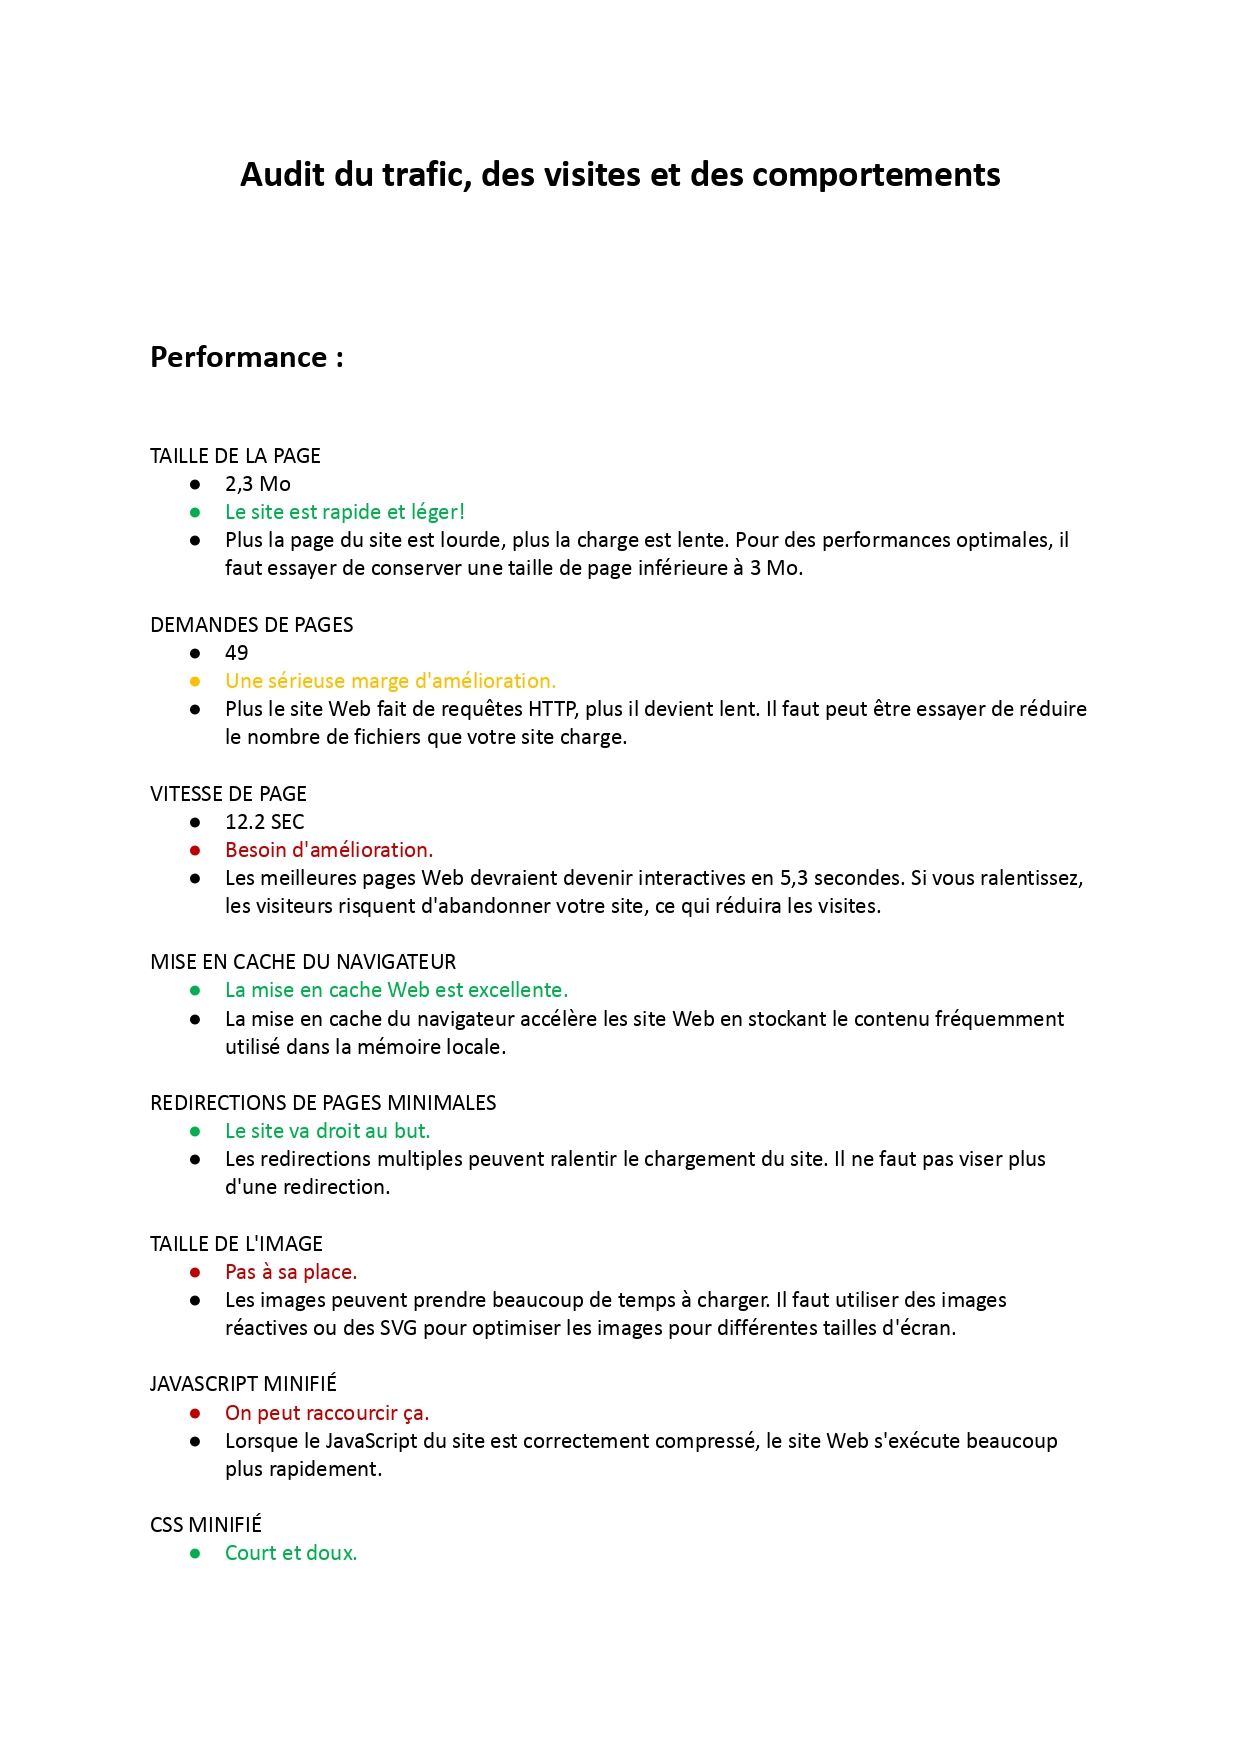 Audit du trafic, des visites et des comportements
Performance :
TAILLE DE LA PAGE
● 2,3 Mo
● Le site est rapide et léger!
● Plus la page du site est lourde, plus la charge est lente. Pour des performances optimales, il
faut essayer de conserver une taille de page inférieure à 3 Mo.
DEMANDES DE PAGES
● 49
● Une sérieuse marge d'amélioration.
● Plus le site Web fait de requêtes HTTP, plus il devient lent. Il faut peut être essayer de réduire
le nombre de fichiers que votre site charge.
VITESSE DE PAGE
● 12.2 SEC
● Besoin d'amélioration.
● Les meilleures pages Web devraient devenir interactives en 5,3 secondes. Si vous ralentissez,
les visiteurs risquent d'abandonner votre site, ce qui réduira les visites.
MISE EN CACHE DU NAVIGATEUR
● La mise en cache Web est excellente.
● La mise en cache du navigateur accélère les site Web en stockant le contenu fréquemment
utilisé dans la mémoire locale.
REDIRECTIONS DE PAGES MINIMALES
● Le site va droit au but.
● Les redirections multiples peuvent ralentir le chargement du site. Il ne faut pas viser plus
d'une redirection.
TAILLE DE L'IMAGE
● Pas à sa place.
● Les images peuvent prendre beaucoup de temps à charger. Il faut utiliser des images
réactives ou des SVG pour optimiser les images pour différentes tailles d'écran.
JAVASCRIPT MINIFIÉ
● On peut raccourcir ça.
● Lorsque le JavaScript du site est correctement compressé, le site Web s'exécute beaucoup
plus rapidement.
CSS MINIFIÉ
● Court et doux.